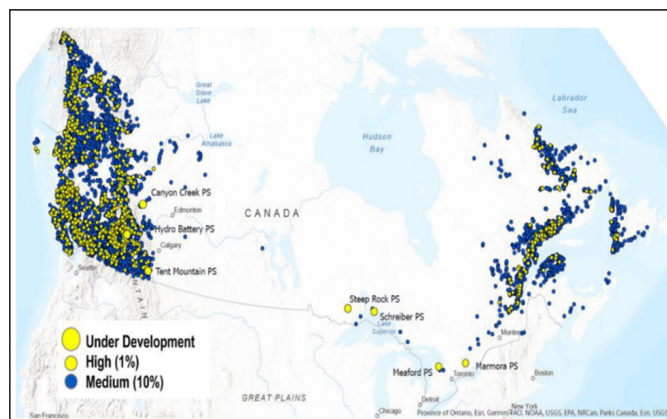 Great
Slave
Lake
Lake
Athabasca
Hudson
Bay
Labrador
Sea
Canyon Creek PS
Edmonton
CANADA
Hydro Battery PS
Calgary
Tent Mountain PS
Seattle
Steep Rock PS
Schreiber PS
Lake
Superior
Montreal
Meaford PS
Toronto
Marmora PS
Boston
Detroit
Chicago
New York
GREAT PLAINS
San Francisco
Under Development
High (1%)
Medium (10%)
Province of Ontario, Esri, Garmin, FAO, NOAA, USGS, EPA, NRCan, Parks Canada, Esri, USGS